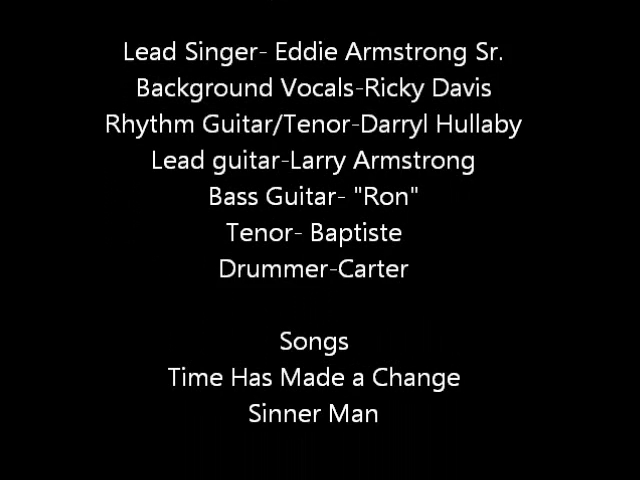 Lead Singer- Eddie Armstrong Sr.
Background Vocals-Ricky Davis
Rhythm Guitar/Tenor-Darryl Hullaby
Lead guitar-Larry Armstrong
Bass Guitar- "Ron"
Tenor- Baptiste
Drummer-Carter
Songs
Time Has Made a Change
Sinner Man